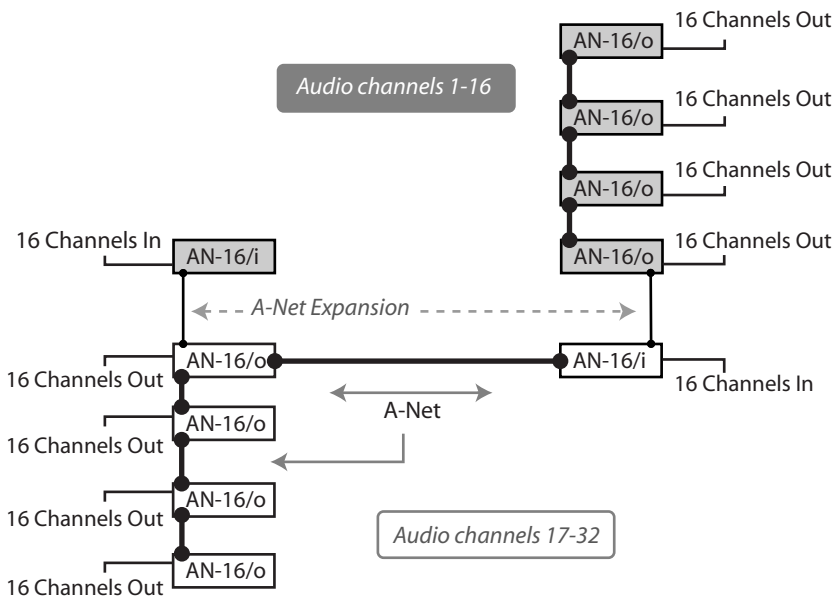 16 Channels Out
AN-16/o
Audio channels 1-16
16 Channels Out
AN-16/o
16 Channels Out
AN-16/o
16 Channels In
AN-16/i
16 Channels Out
AN-16/o
A-Net Expansion
AN-16/o
AN-16/i
16 Channels Out
16 Channels In
A-Net
AN-16/o
16 Channels Out
AN-16/o
16 Channels Out
Audio channels 17-32
AN-16/o
16 Channels Out